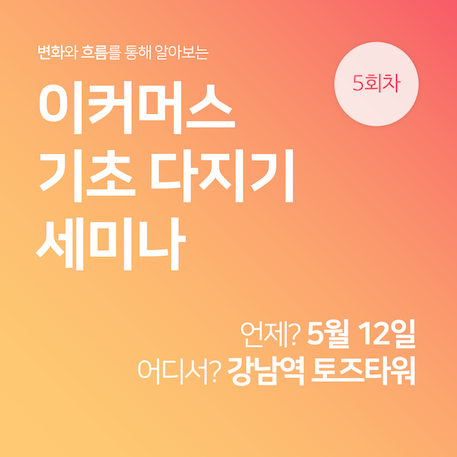 변화와 흐름를 통해 알아보는
5회차
이커머스
기초 다지기
세미나
언제? 5월 12일
어디서? 강남역 토즈타워